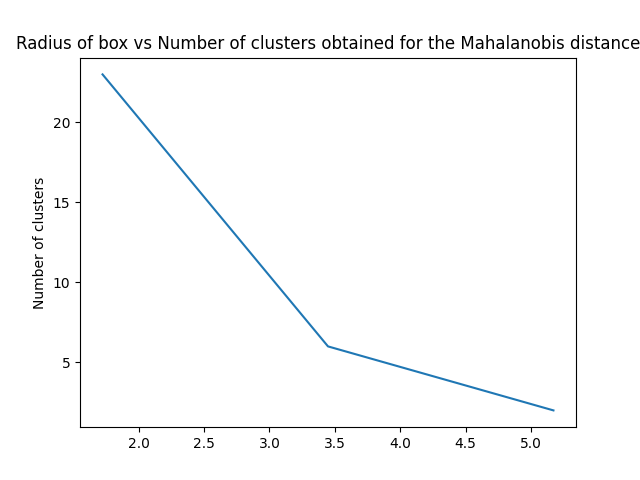 Radius of box vs Number of clusters obtained for the Mahalanobis distance
Number of clusters
20
15
10
5
2.0 2.5 3.0 3.5 4.0 4.5 5.0